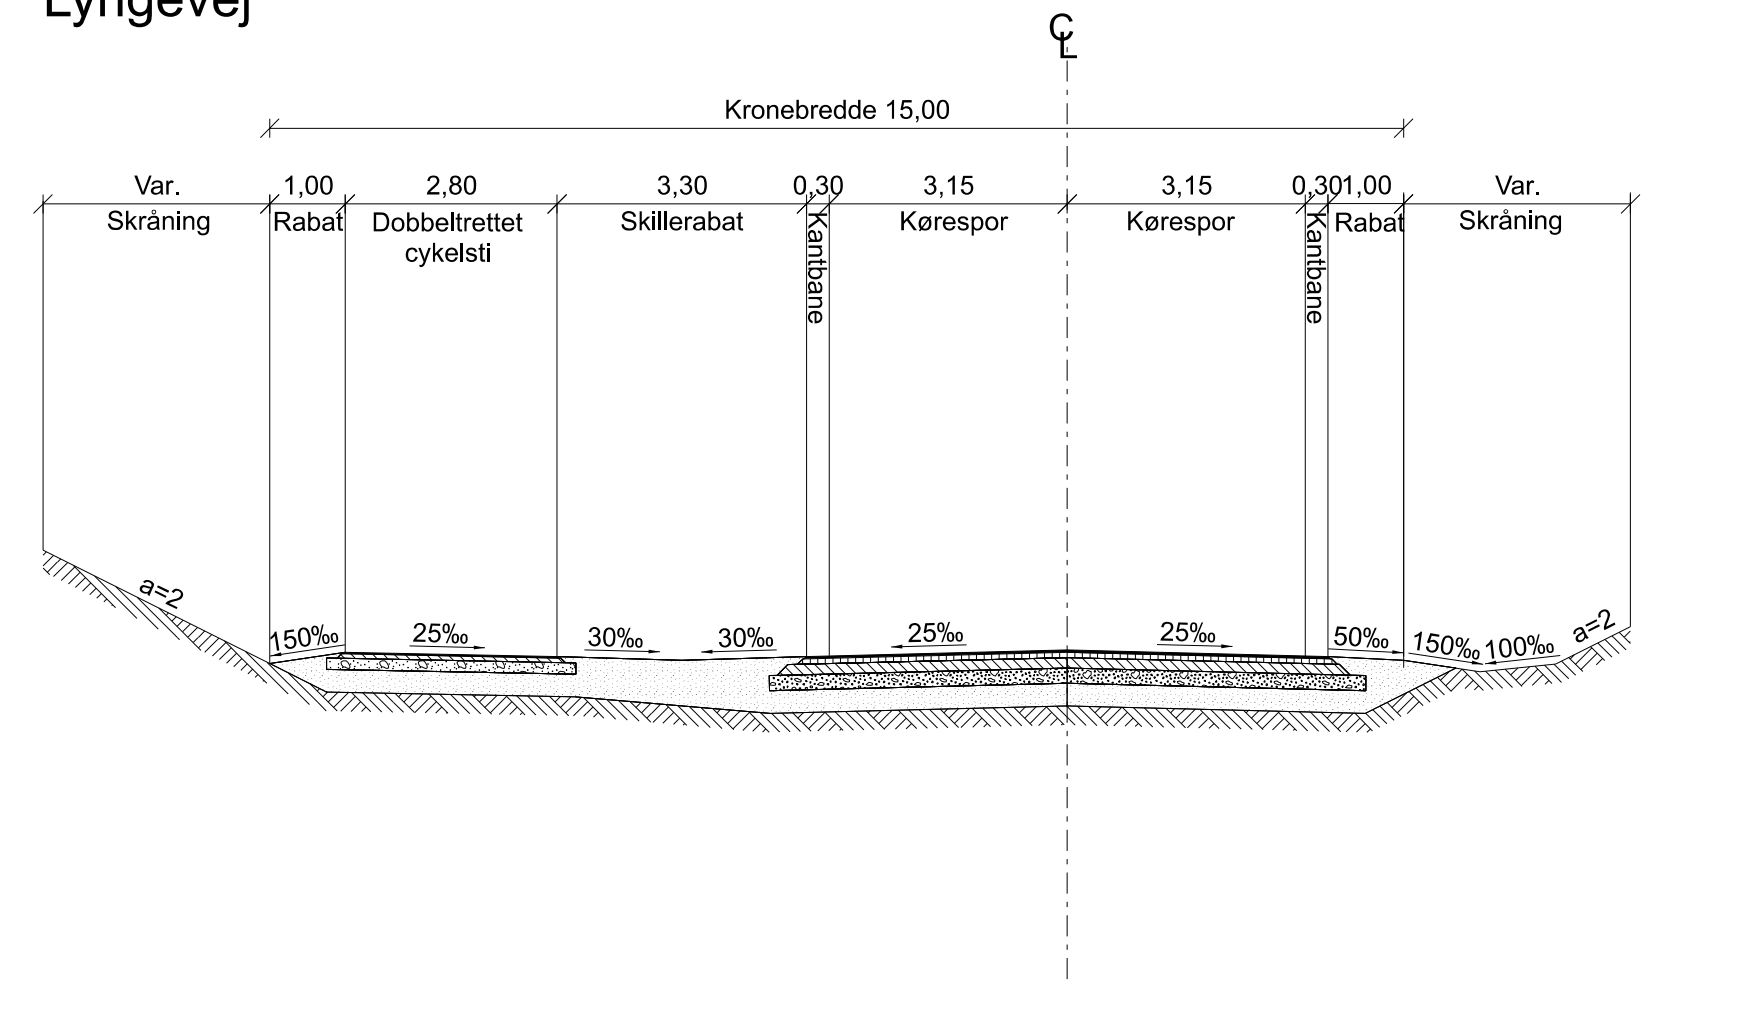 Lyngevej
CL
Kronebredde 15,00
Var. 1,00 2,80 3,30 0,30 3,15 3,15 0,30 1,00 Var.
Skråning Rabat Dobbeltrettet Skillerabat Kantbane Kørespor Kørespor Kantbane Rabat Skråning
cykelsti
a=2 150‰ 25‰ 30‰ 30‰ 25‰ 25‰ 50‰ 150‰ 100‰ a=2